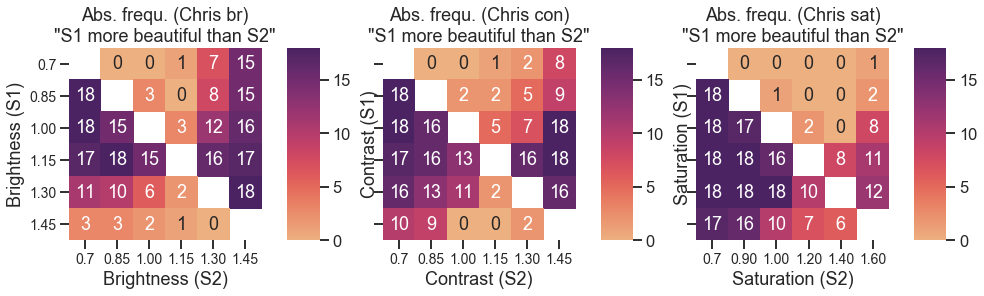 Abs. frequ. (Chris br)
"S1 more beautiful than S2"
Brightness (S1)
0.7 0 0 1 7 15
0.85 18 3 0 8 15
1.00 18 15 3 12 16
1.15 17 18 15 16 17
1.30 11 10 6 2 18
1.45 3 3 2 1 0
0.7 0.85 1.00 1.15 1.30 1.45
Brightness (S2)
15
10
5
0
Abs. frequ. (Chris con)
"S1 more beautiful than S2"
Contrast (S1)
0 0 1 2 8
18 2 2 5 9
18 16 5 7 18
17 16 13 16 18
16 13 11 2 16
10 9 0 0 2
0.7 0.85 1.00 1.15 1.30 1.45
Contrast (S2)
15
10
5
0
Abs. frequ. (Chris sat)
"S1 more beautiful than S2"
Saturation (S1)
0 0 0 0 1
18 1 0 0 2
18 17 2 0 8
18 18 16 8 11
18 18 18 10 12
17 16 10 7 6
0.7 0.90 1.00 1.20 1.40 1.60
Saturation (S2)
15
10
5
0